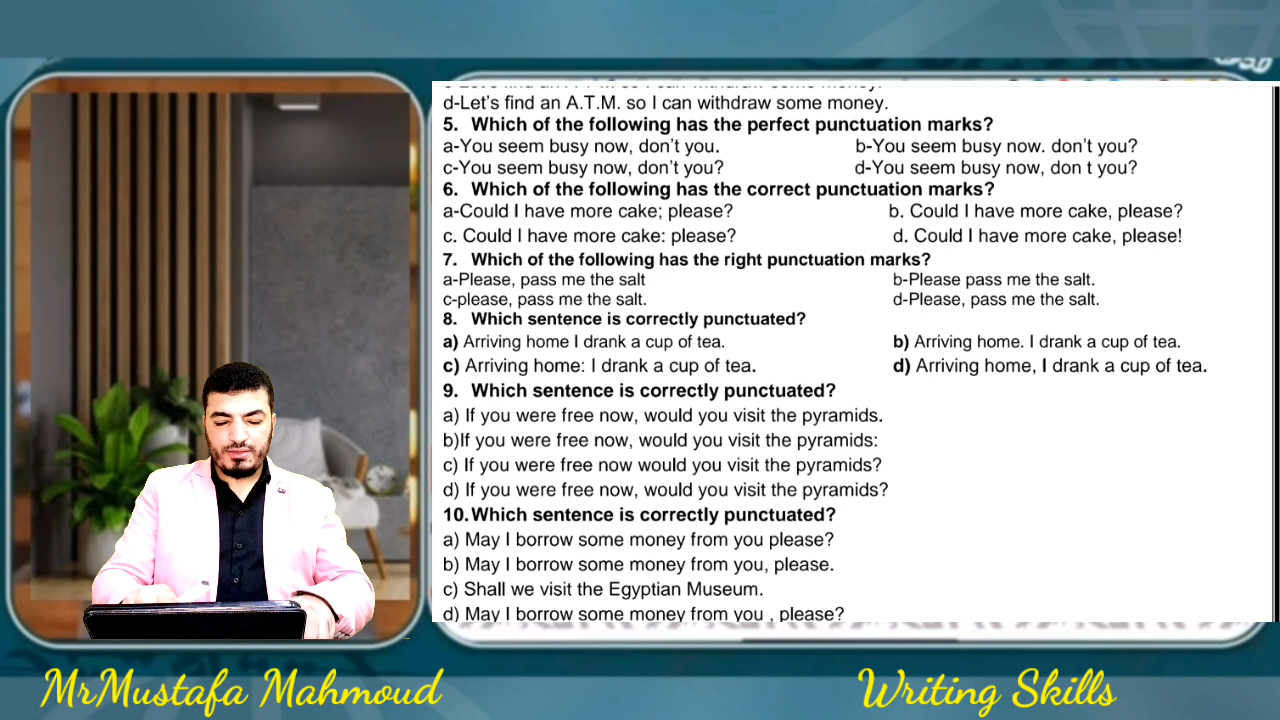 d-Let's find an A.T.M. so I can withdraw some money.
5. Which of the following has the perfect punctuation marks?
a-You seem busy now, don't you. b-You seem busy now. don't you?
c-You seem busy now, don't you? d-You seem busy now, don t you?
6. Which of the following has the correct punctuation marks?
a-Could I have more cake; please? b. Could I have more cake, please?
c. Could I have more cake: please? d. Could I have more cake, please!
7. Which of the following has the right punctuation marks?
a-Please, pass me the salt b-Please pass me the salt.
c-please, pass me the salt. d-Please, pass me the salt.
8. Which sentence is correctly punctuated?
a) Arriving home I drank a cup of tea. b) Arriving home. I drank a cup of tea.
c) Arriving home: I drank a cup of tea. d) Arriving home, I drank a cup of tea.
9. Which sentence is correctly punctuated?
a) If you were free now, would you visit the pyramids.
b)If you were free now, would you visit the pyramids:
c) If you were free now would you visit the pyramids?
d) If you were free now, would you visit the pyramids?
10.Which sentence is correctly punctuated?
a) May I borrow some money from you please?
b) May I borrow some money from you, please.
c) Shall we visit the Egyptian Museum.
d) May I borrow some money from you , please?
MrMustafa Mahmoud Writing Skills